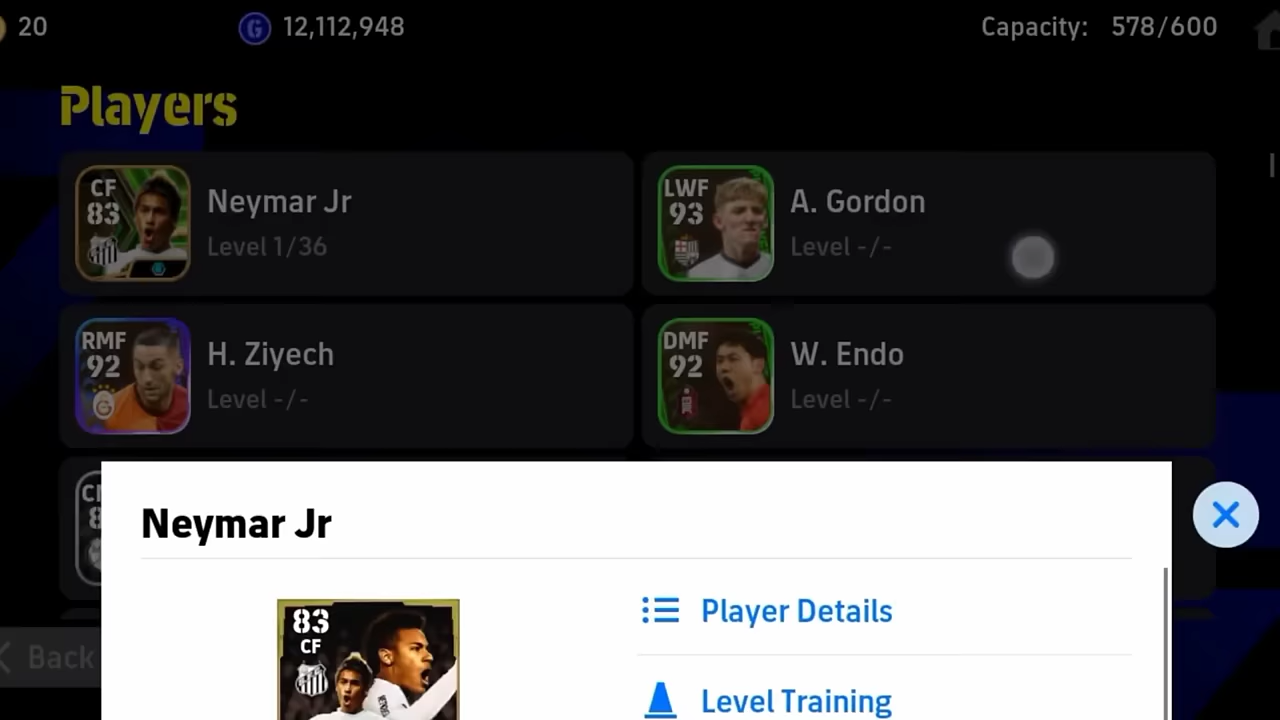 20
12,112,948
Capacity: 578/600
Players
CF
83
Neymar Jr
Level 1/36
LWF
93
A. Gordon
Level -/-
RMF
92
H. Ziyech
Level -/-
DMF
92
W. Endo
Level -/-
Neymar Jr
83
CF
Player Details
Level Training
Back